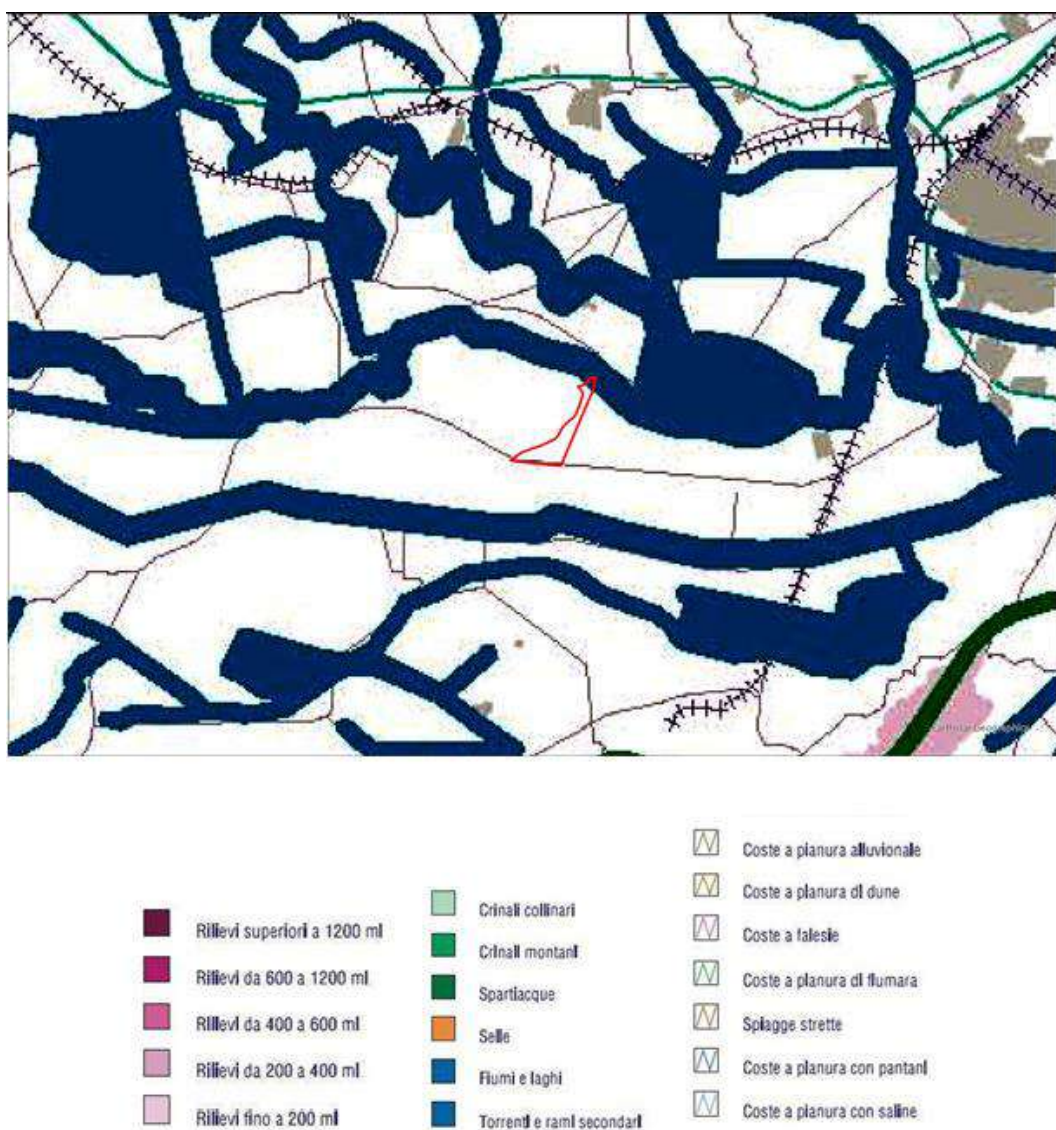 Rilievi superiori a 1200 ml
Rilievi da 600 a 1200 ml
Rillevi da 400 a 600 ml
Rilievi da 200 a 400 ml
Rilievi fino a 200 ml
Crinali collinari
Crinali montani
Spartiacque
Selle
Fiumi e laghi
Torrenti e rami secondari
Coste a pianura alluvionale
Coste a pianura di dune
Coste a falesie
Coste a pianura di fiumara
Spiagge strette
Coste a pianura con pantani
Coste a pianura con saline